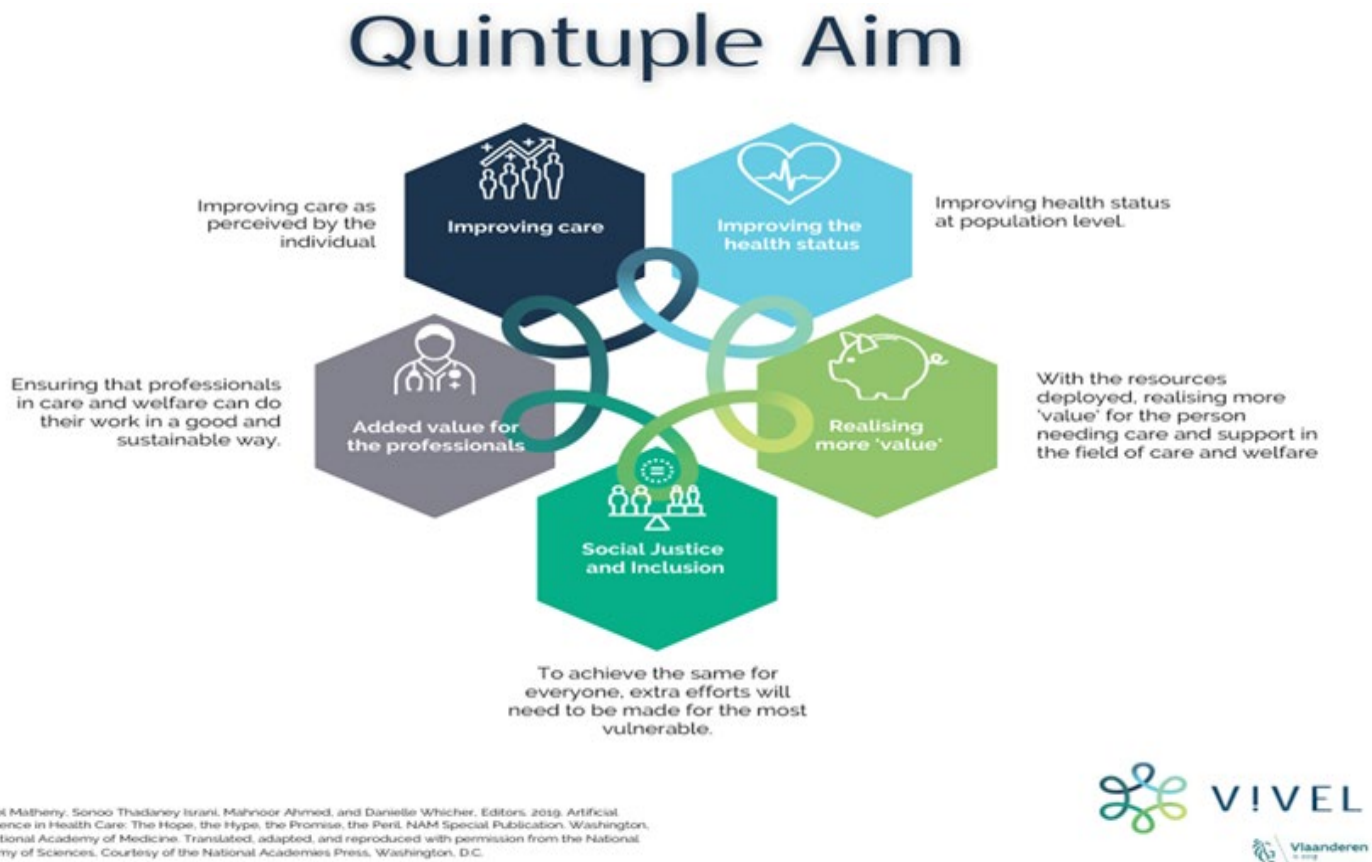 Quintuple Aim
Improving care as
perceived by the
individual
Improving care
Improving the
health status
Improving health status
at population level.
Ensuring that professionals
in care and welfare can do
their work in a good and
sustainable way.
Added value for
the professionals
Realising
more 'value'
With the resources
deployed, realising more
'value' for the person
needing care and support in
the field of care and welfare
Social Justice
and Inclusion
To achieve the same for
everyone, extra efforts will
need to be made for the most
vulnerable.
Matheny, Sonoo Thadaney Israni, Mahnoor Ahmed, and Danielle Whicher, Editors. 2019. Artificial
ence in Health Care: The Hope, the Hype, the Promise, the Peril. NAM Special Publication. Washington,
tional Academy of Medicine. Translated, adapted, and reproduced with permission from the National
my of Sciences, Courtesy of the National Academies Press, Washington, D.C.
V!VEL
Vlaanderen